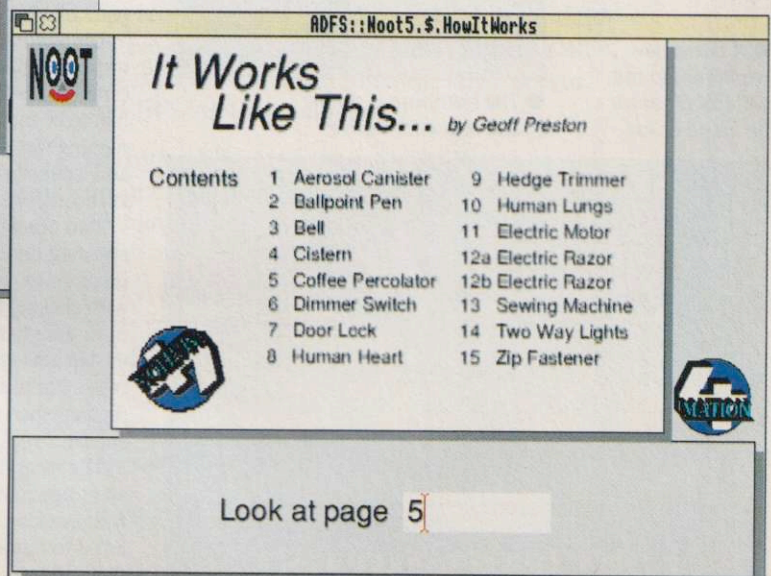 ADFS::Noot5.$.HowItWorks
NOOT
It Works
Like This... by Geoff Preston
Contents
1 Aerosol Canister
2 Ballpoint Pen
3 Bell
4 Cistern
5 Coffee Percolator
6 Dimmer Switch
7 Door Lock
8 Human Heart
9 Hedge Trimmer
10 Human Lungs
11 Electric Motor
12a Electric Razor
12b Electric Razor
13 Sewing Machine
14 Two Way Lights
15 Zip Fastener
4
MATION
Look at page 5